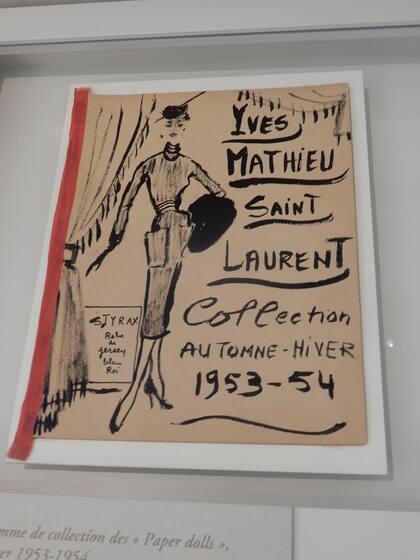 YVES
MATHIEU
SAINT
LAURENT
Collection
AUTOMNE-HIVER
1953-54
STYRAX
Robe
de
jersey
bleu
Roi
mme de collection des « Paper dolls »,
er 1953-1954